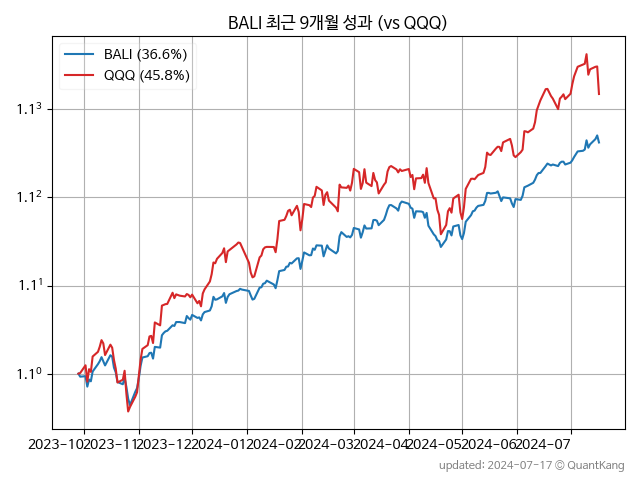 BALI 최근 9개월 성과 (vs QQQ)
BALI (36.6%)
QQQ (45.8%)
1.1³
1.1²
1.1¹
1.1⁰
2023-10 2023-11 2023-12 2024-01 2024-02 2024-03 2024-04 2024-05 2024-06 2024-07
updated: 2024-07-17 © QuantKang